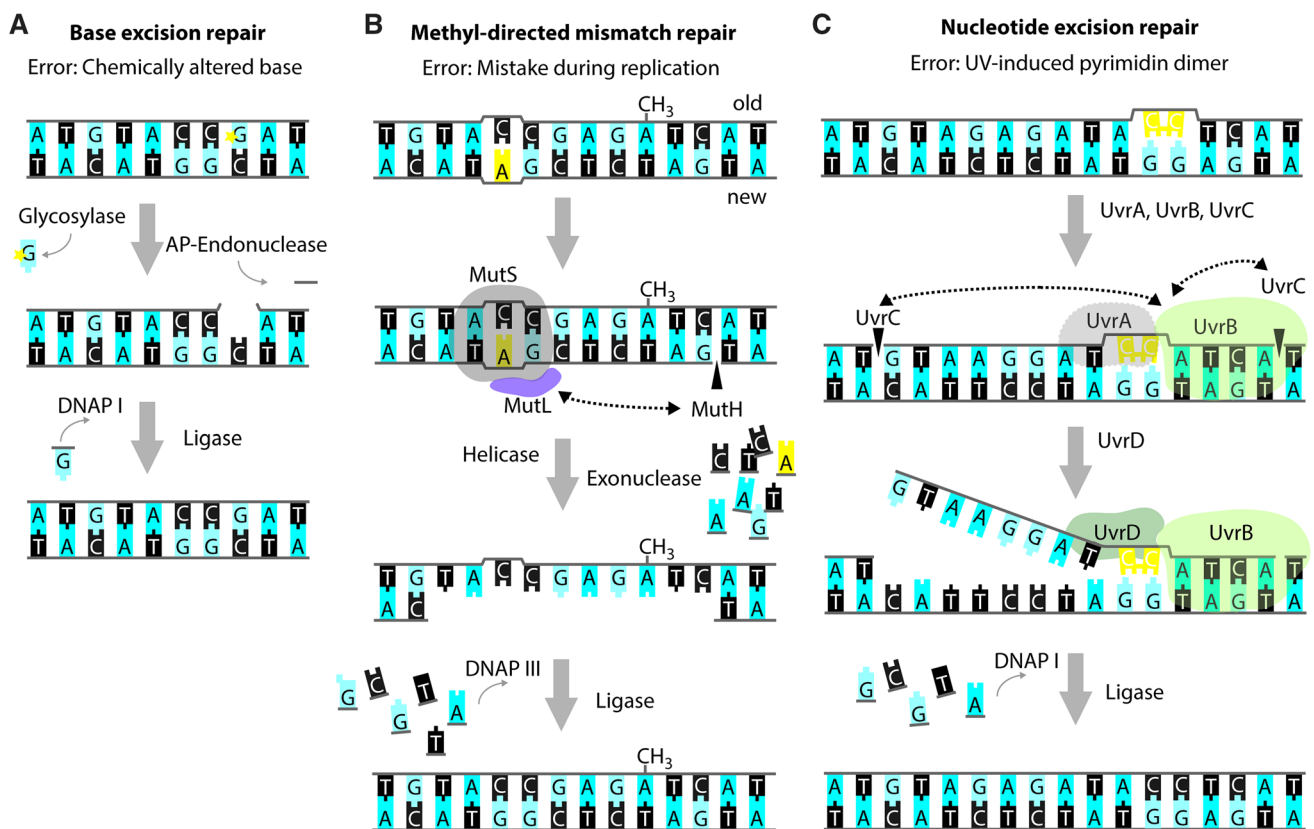 A
Base excision repair
Error: Chemically altered base
A T G T A C C G A T
T A C A T G G C T A
Glycosylase
G
AP-Endonuclease
A T G T A C C A T
T A C A T G G C T A
DNAP I
G
Ligase
A T G T A C C G A T
T A C A T G G C T A
B
Methyl-directed mismatch repair
Error: Mistake during replication
CH3
old
T G T A C C G A G A T C A T
A C A T A G C T C T A G T A
new
MutS
CH3
T G T A C C G A G A T C A T
A C A T A G C T C T A G T A
MutL
MutH
Helicase
Exonuclease
C T C A
A A T
G
CH3
T G T A C C G A G A T C A T
A C T A
G C T A
G T
DNAP III
Ligase
CH3
T G T A C C G A G A T C A T
A C A T G G C T C T A G T A
C
Nucleotide excision repair
Error: UV-induced pyrimidin dimer
A T G T A G A G A T A C C T C A T
T A C A T C T C T A T G G A G T A
UvrA, UvrB, UvrC
UvrC
UvrC
UvrA
UvrB
A T G T A A G G A T C C A T C A T
T A C A T T C C T A G G T A G T A
UvrD
G T A A G G A T
UvrD
UvrB
A T C C A T C A T
T A C A T T C C T A G G T A G T A
G C T A
G
DNAP I
Ligase
A T G T A G A G A T A C C T C A T
T A C A T C T C T A T G G A G T A